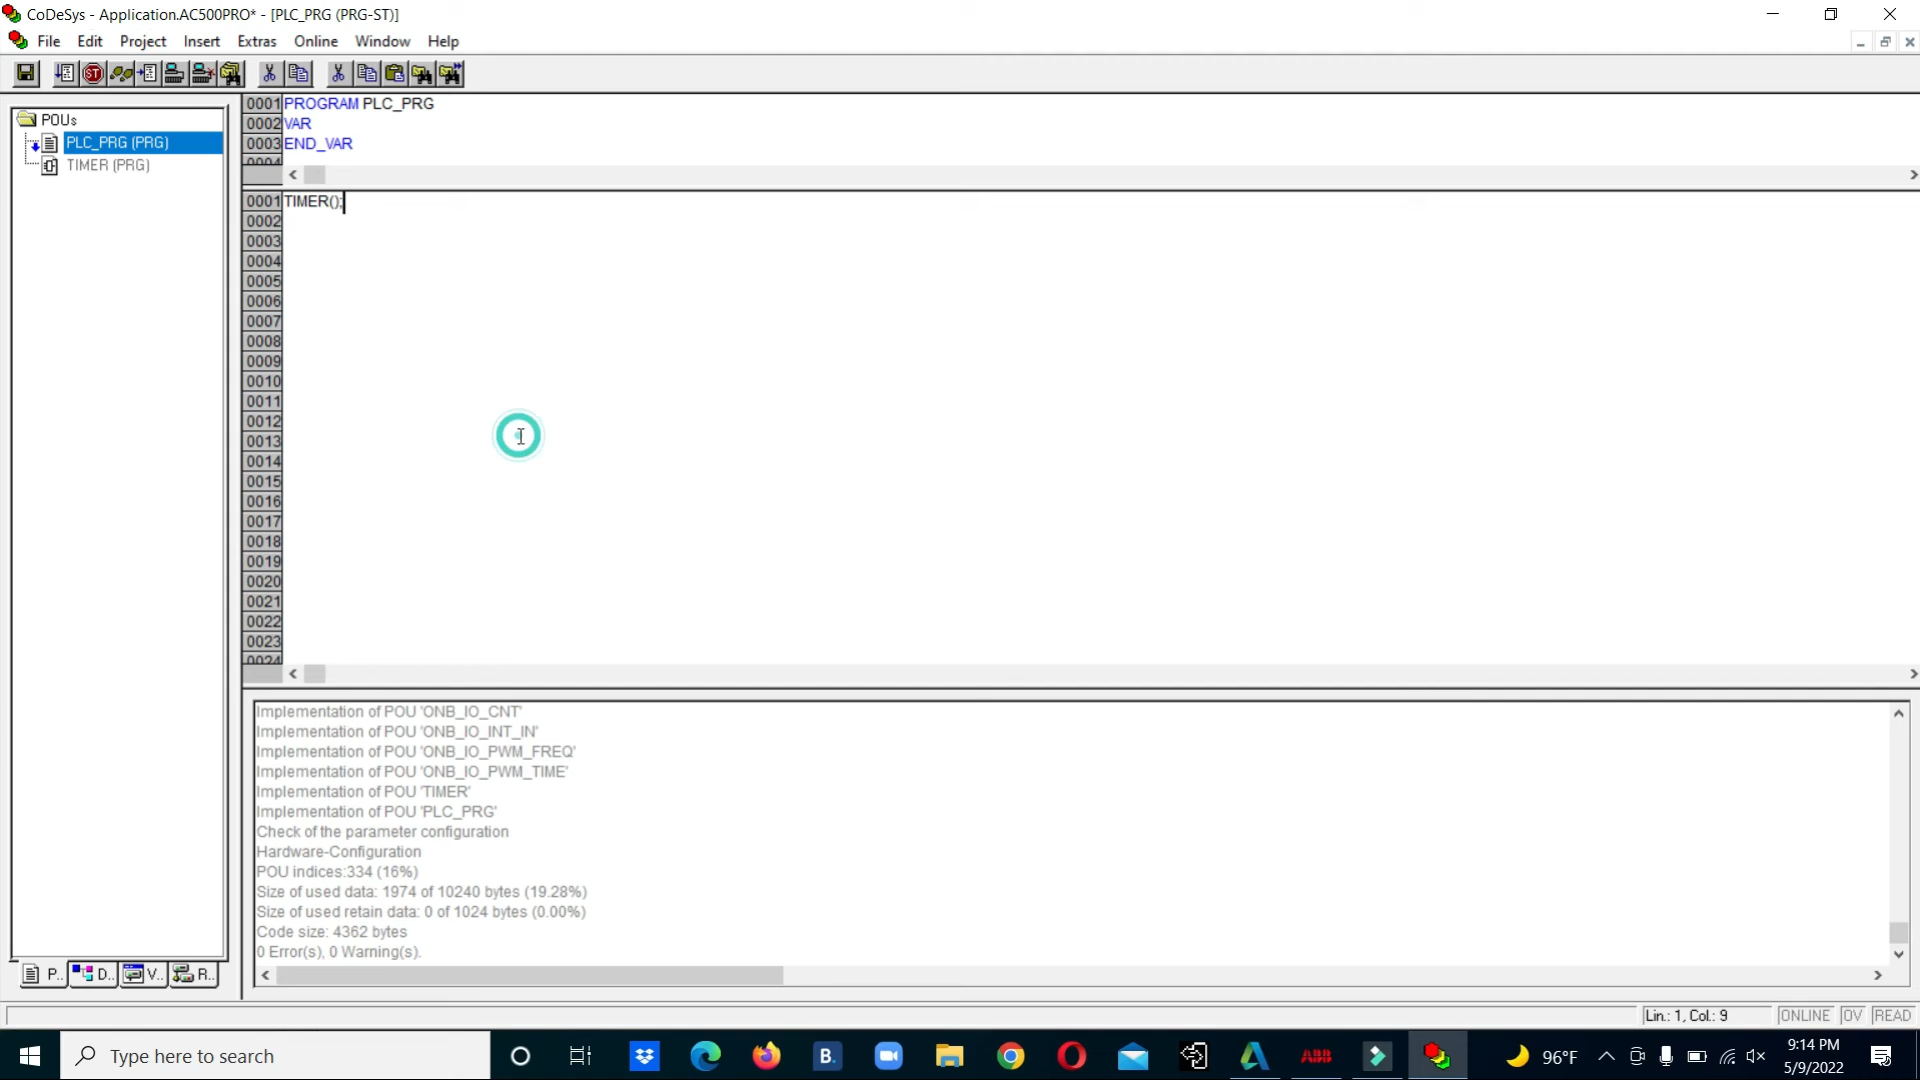 CoDeSys - Application.AC500PRO* - [PLC_PRG (PRG-ST)]
File Edit Project Insert Extras Online Window Help
POUs
PLC_PRG (PRG)
TIMER (PRG)
0001 PROGRAM PLC_PRG
0002 VAR
0003 END_VAR
0004
0001 TIMER();
0002
0003
0004
0005
0006
0007
0008
0009
0010
0011
0012
0013
0014
0015
0016
0017
0018
0019
0020
0021
0022
0023
0024
Implementation of POU 'ONB_IO_CNT'
Implementation of POU 'ONB_IO_INT_IN'
Implementation of POU 'ONB_IO_PWM_FREQ'
Implementation of POU 'ONB_IO_PWM_TIME'
Implementation of POU 'TIMER'
Implementation of POU 'PLC_PRG'
Check of the parameter configuration
Hardware-Configuration
POU indices:334 (16%)
Size of used data: 1974 of 10240 bytes (19.28%)
Size of used retain data: 0 of 1024 bytes (0.00%)
Code size: 4362 bytes
0 Error(s), 0 Warning(s).
P.. D.. V.. R..
Lin.: 1, Col.: 9 ONLINE OV READ
Type here to search
B.
ABB
96°F
9:14 PM
5/9/2022